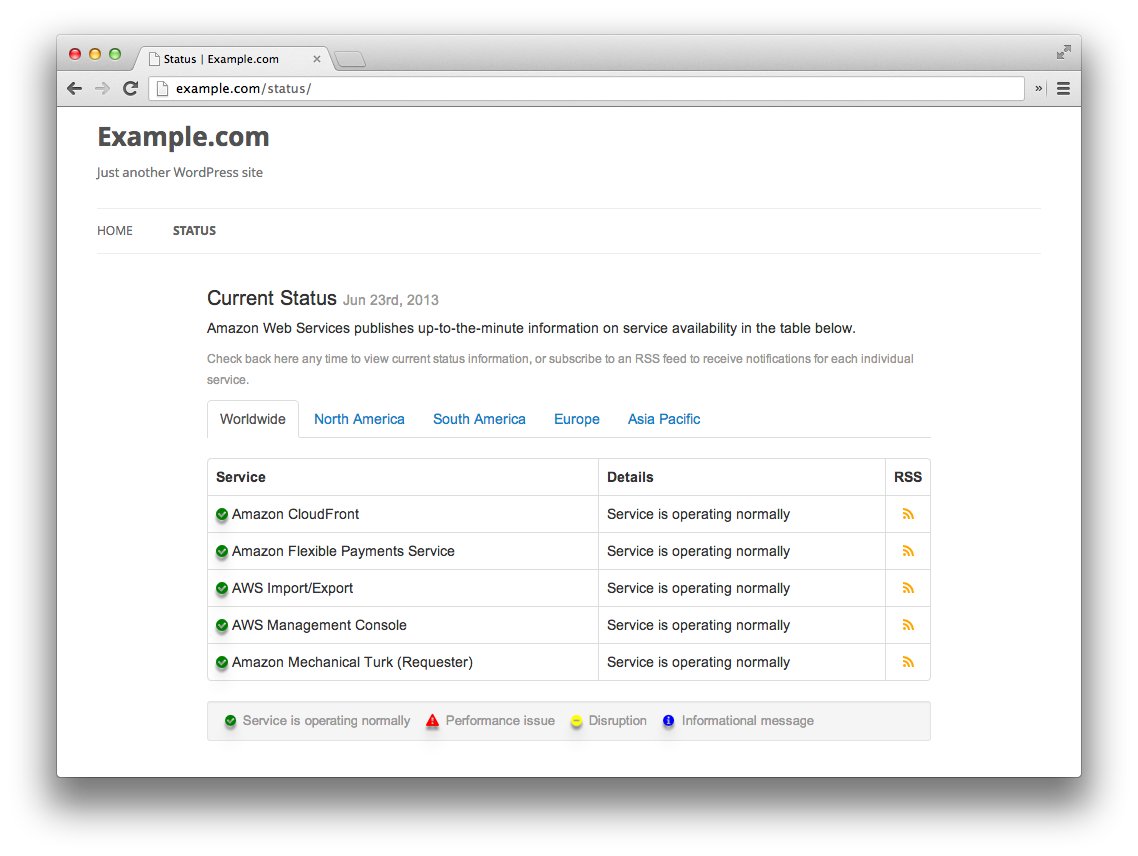 Status | Example.com
example.com/status/
Example.com
Just another WordPress site
HOME STATUS
Current Status Jun 23rd, 2013
Amazon Web Services publishes up-to-the-minute information on service availability in the table below.
Check back here any time to view current status information, or subscribe to an RSS feed to receive notifications for each individual
service.
Worldwide North America South America Europe Asia Pacific
Service Details RSS
Amazon CloudFront Service is operating normally
Amazon Flexible Payments Service Service is operating normally
AWS Import/Export Service is operating normally
AWS Management Console Service is operating normally
Amazon Mechanical Turk (Requester) Service is operating normally
Service is operating normally Performance issue Disruption Informational message